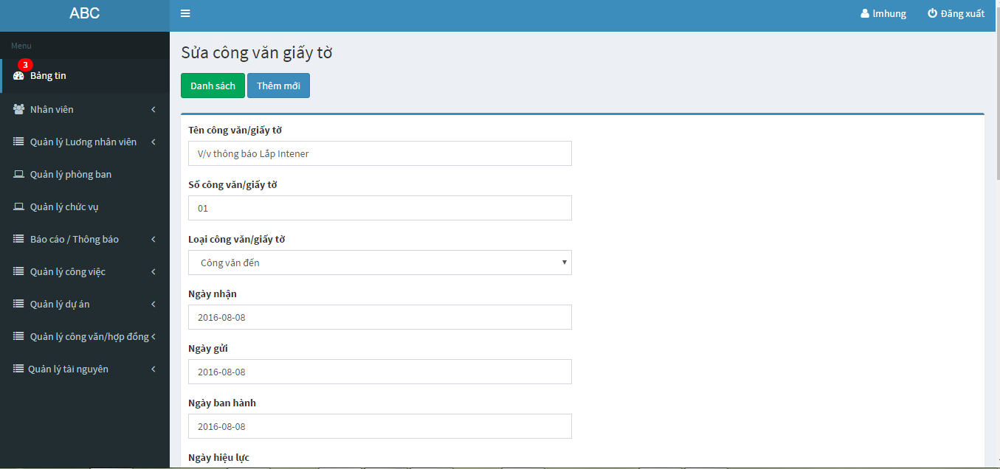 ABC
lmhung
Đăng xuất
Menu
3
Bảng tin
Nhân viên
Quản lý Lương nhân viên
Quản lý phòng ban
Quản lý chức vụ
Báo cáo / Thông báo
Quản lý công việc
Quản lý dự án
Quản lý công văn/hợp đồng
Quản lý tài nguyên
Sửa công văn giấy tờ
Danh sách
Thêm mới
Tên công văn/giấy tờ
V/v thông báo Lắp Intener
Số công văn/giấy tờ
01
Loại công văn/giấy tờ
Công văn đến
Ngày nhận
2016-08-08
Ngày gửi
2016-08-08
Ngày ban hành
2016-08-08
Ngày hiệu lực